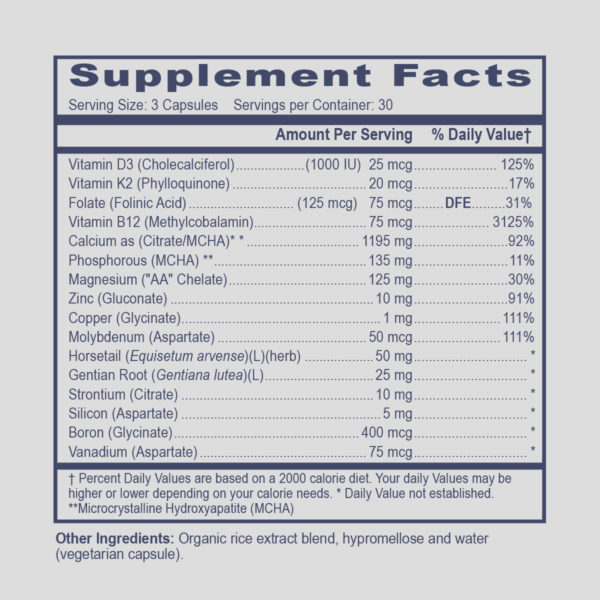 Supplement Facts
Serving Size: 3 Capsules Servings per Container: 30
Amount Per Serving % Daily Value†
Vitamin D3 (Cholecalciferol)....................(1000 IU) 25 mcg........................ 125%
Vitamin K2 (Phylloquinone).................................... 20 mcg............................17%
Folate (Folinic Acid)............................ (125 mcg) 75 mcg.........DFE.........31%
Vitamin B12 (Methylcobalamin)............................. 75 mcg....................... 3125%
Calcium as (Citrate/MCHA)* * ............................. 1195 mg............................92%
Phosphorous (MCHA) **........................................ 135 mg............................11%
Magnesium ("AA" Chelate)..................................... 125 mg............................30%
Zinc (Gluconate) ..................................................... 10 mg............................91%
Copper (Glycinate)................................................... 1 mg..........................111%
Molybdenum (Aspartate) ....................................... 50 mcg..........................111%
Horsetail (Equisetum arvense)(L)(herb) .................. 50 mg................................ *
Gentian Root (Gentiana lutea)(L)............................. 25 mg................................ *
Strontium (Citrate) ................................................... 10 mg................................ *
Silicon (Aspartate) .................................................... 5 mg................................ *
Boron (Glycinate)................................................. 400 mcg................................ *
Vanadium (Aspartate)............................................. 75 mcg................................ *
† Percent Daily Values are based on a 2000 calorie diet. Your daily Values may be
higher or lower depending on your calorie needs. * Daily Value not established.
**Microcrystalline Hydroxyapatite (MCHA)
Other Ingredients: Organic rice extract blend, hypromellose and water
(vegetarian capsule).